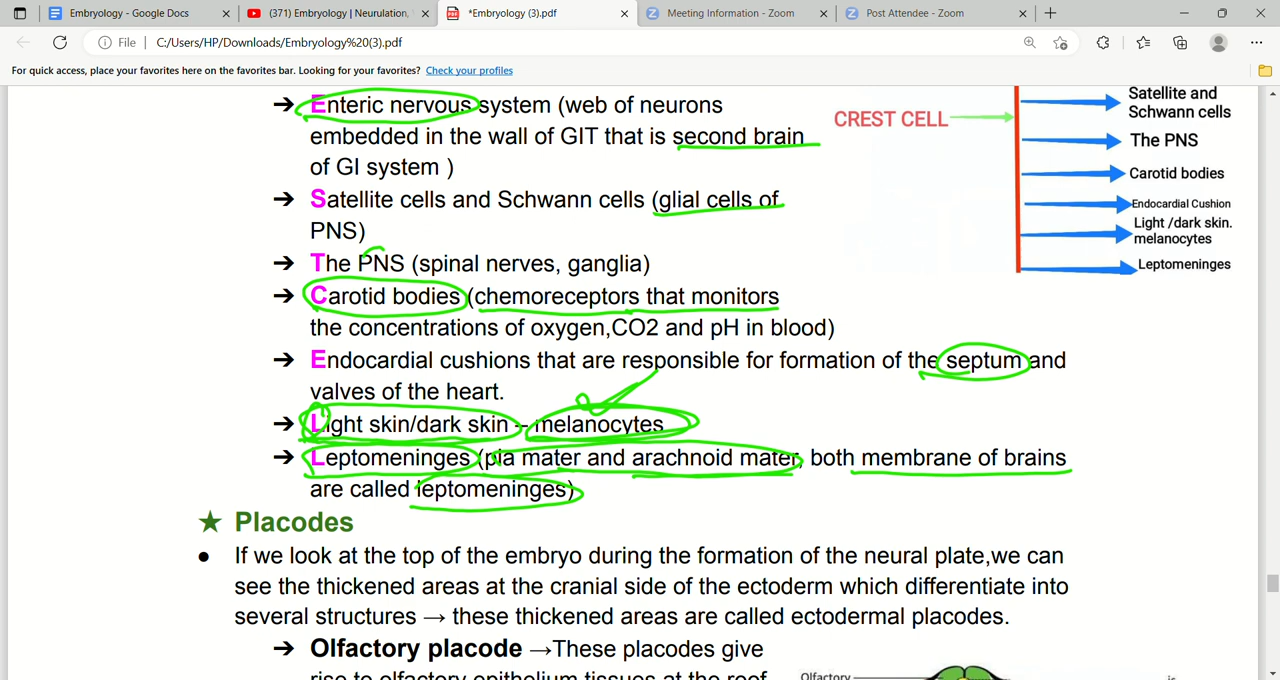 Embryology - Google Docs
(371) Embryology | Neurulation,
*Embryology (3).pdf
Meeting Information - Zoom
Post Attendee - Zoom
File
C:/Users/HP/Downloads/Embryology%20(3).pdf
For quick access, place your favorites here on the favorites bar. Looking for your favorites? Check your profiles
→ Enteric nervous system (web of neurons
embedded in the wall of GIT that is second brain
of GI system )
→ Satellite cells and Schwann cells (glial cells of
PNS)
→ The PNS (spinal nerves, ganglia)
→ Carotid bodies (chemoreceptors that monitors
the concentrations of oxygen,CO2 and pH in blood)
→ Endocardial cushions that are responsible for formation of the septum and
valves of the heart.
→ Light skin/dark skin – melanocytes
→ Leptomeninges (pia mater and arachnoid mater, both membrane of brains
are called leptomeninges)
CREST CELL
Satellite and
Schwann cells
The PNS
Carotid bodies
Endocardial Cushion
Light /dark skin.
melanocytes
Leptomeninges
★ Placodes
● If we look at the top of the embryo during the formation of the neural plate,we can
see the thickened areas at the cranial side of the ectoderm which differentiate into
several structures → these thickened areas are called ectodermal placodes.
→ Olfactory placode →These placodes give
rise to olfactory epithelium tissues at the roof
Olfactory
is